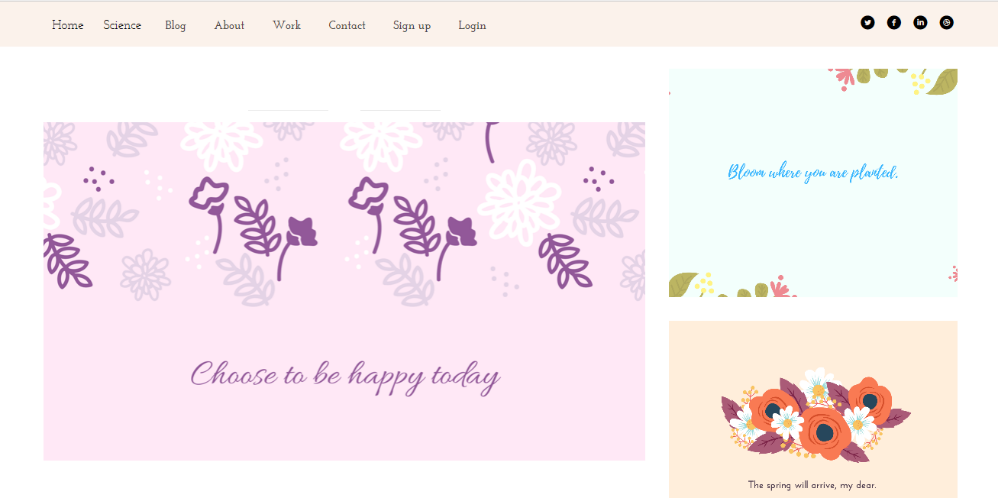 Home Science Blog About Work Contact Sign up Login
Bloom where you are planted.
Choose to be happy today
The spring will arrive, my dear.